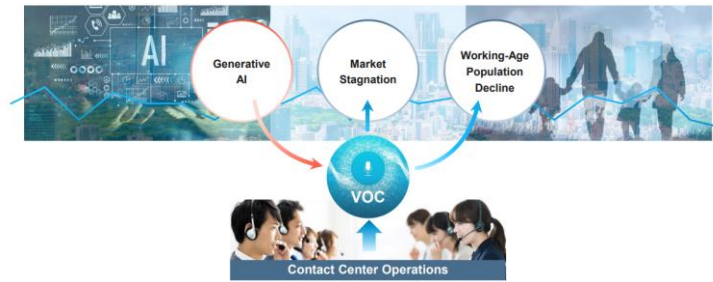 AI
Generative
AI
Market
Stagnation
Working-Age
Population
Decline
VOC
Contact Center Operations